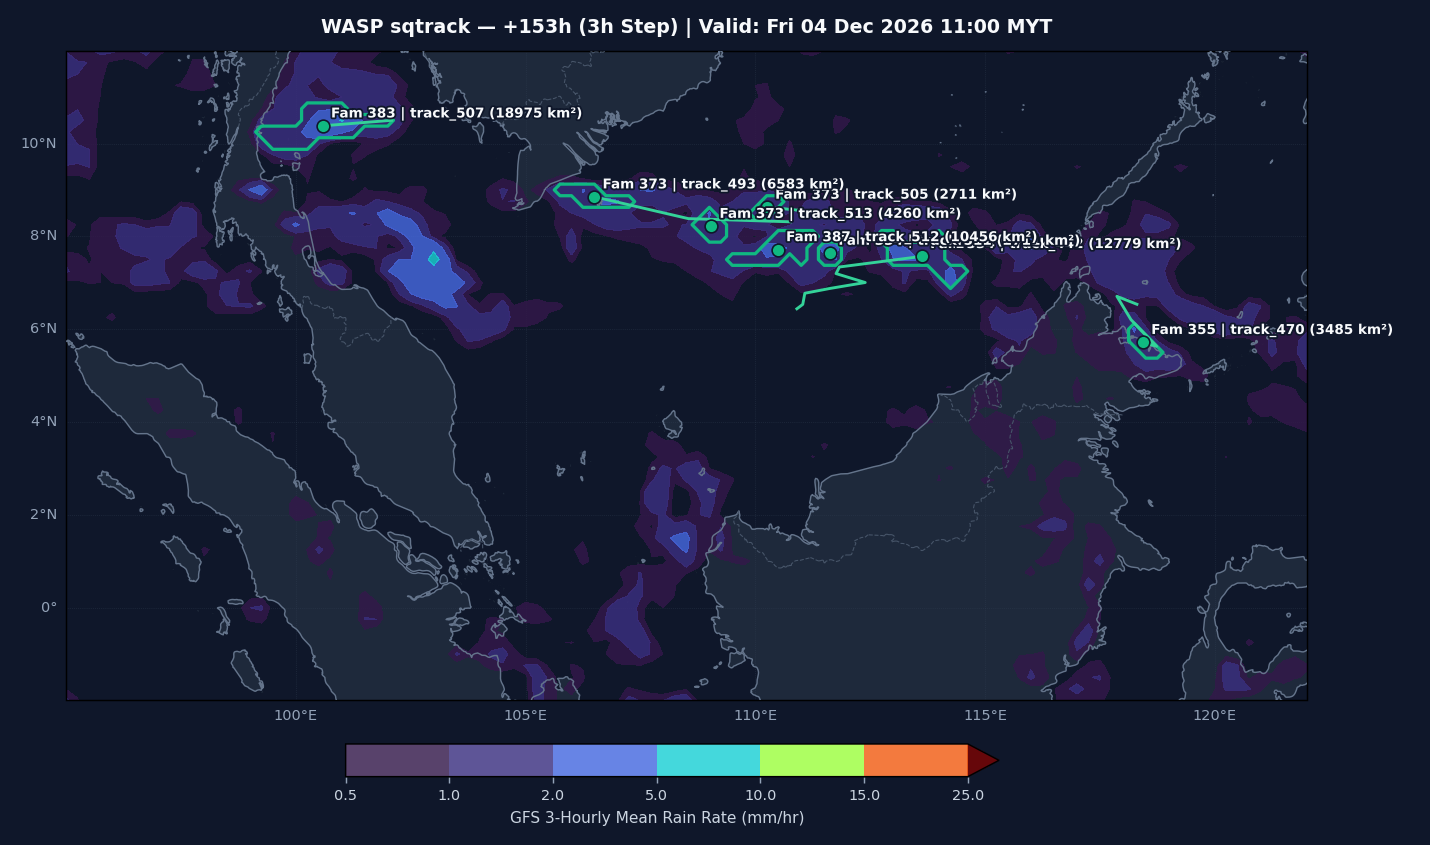 WASP sqtrack — +153h (3h Step) | Valid: Fri 04 Dec 2026 11:00 MYT
Fam 383 | track_507 (18975 km²)
Fam 373 | track_493 (6583 km²)
Fam 373 | track_505 (2711 km²)
Fam 373 | track_513 (4260 km²)
Fam 387 | track_512 (10456 km²)
(12779 km²)
Fam 355 | track_470 (3485 km²)
10°N
8°N
6°N
4°N
2°N
0°
100°E
105°E
110°E
115°E
120°E
0.5
1.0
2.0
5.0
10.0
15.0
25.0
GFS 3-Hourly Mean Rain Rate (mm/hr)